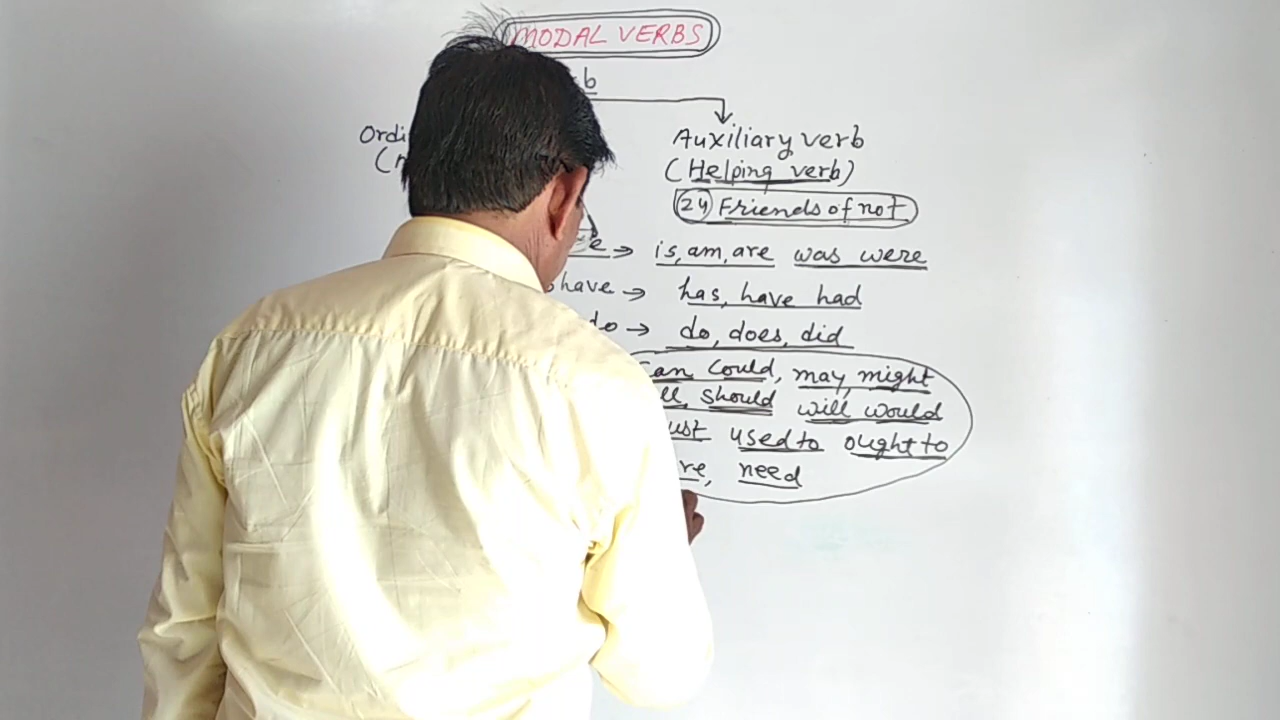 MODAL VERBS
Auxiliary verb
(Helping verb)
24 Friends of not
→ is, am, are was were
have → has, have had
do → do, does, did
can could, may, might
should will would
used to ought to
need